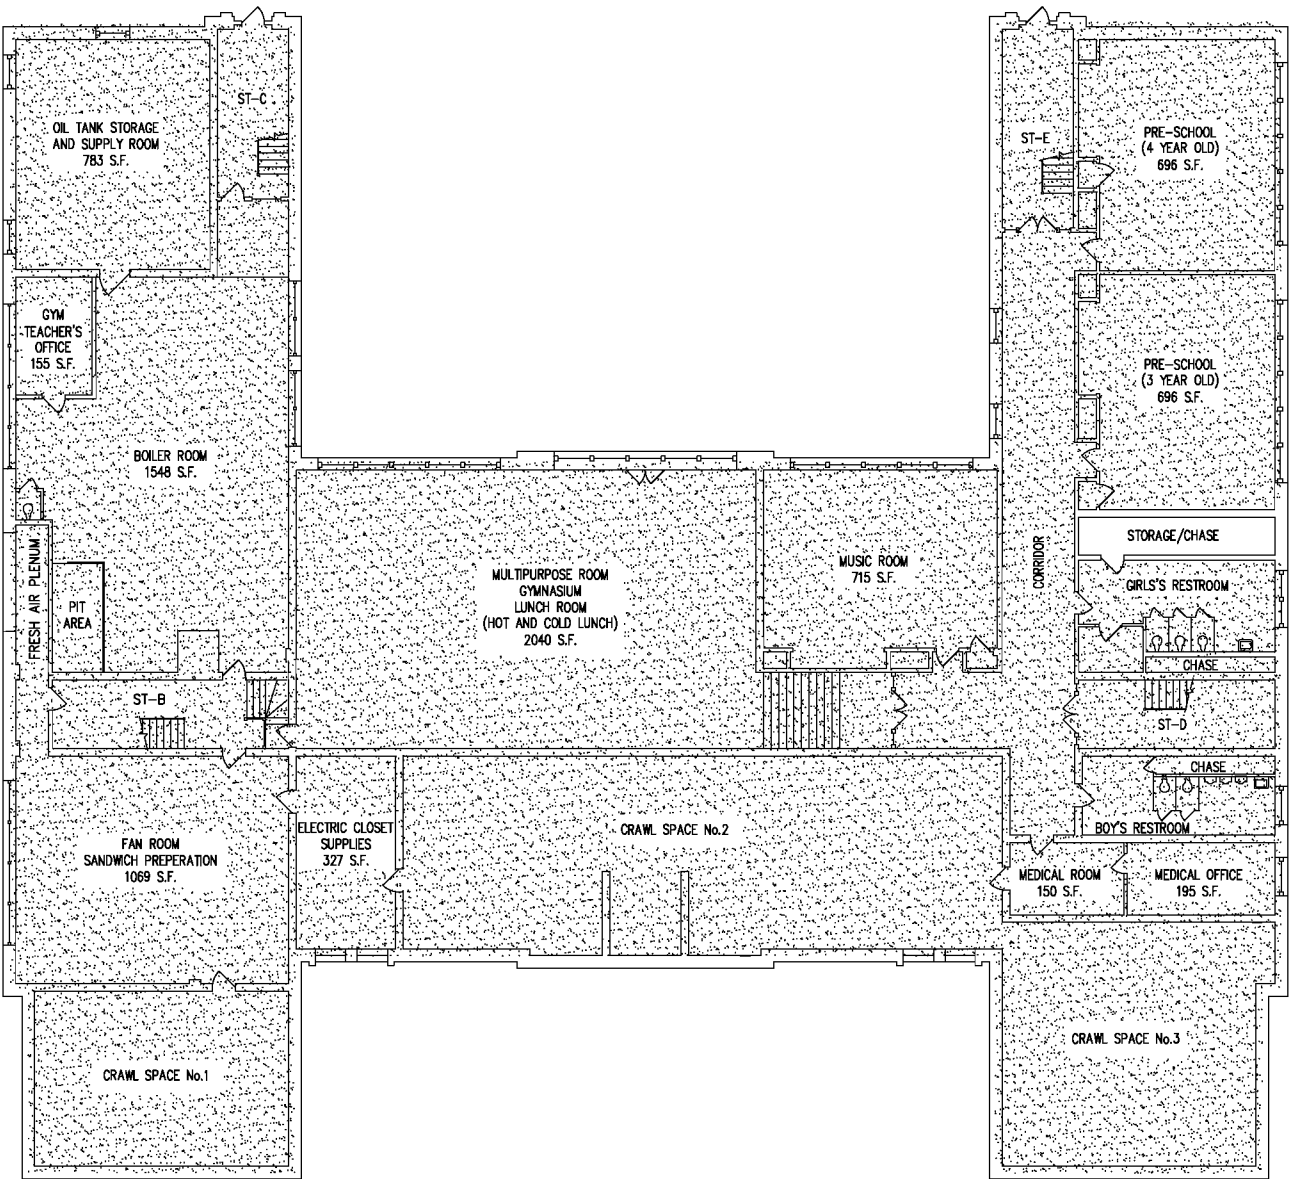 ST-C
OIL TANK STORAGE
AND SUPPLY ROOM
783 S.F.
ST-E
PRE-SCHOOL
(4 YEAR OLD)
696 S.F.
GYM
TEACHER'S
OFFICE
155 S.F.
PRE-SCHOOL
(3 YEAR OLD)
696 S.F.
BOILER ROOM
1548 S.F.
FRESH AIR PLENUM
PIT
AREA
MULTIPURPOSE ROOM
GYMNASIUM
LUNCH ROOM
(HOT AND COLD LUNCH)
2040 S.F.
MUSIC ROOM
715 S.F.
CORRIDOR
STORAGE/CHASE
GIRLS'S RESTROOM
CHASE
ST-B
ST-D
CHASE
BOY'S RESTROOM
FAN ROOM
SANDWICH PREPERATION
1069 S.F.
ELECTRIC CLOSET
SUPPLIES
327 S.F.
CRAWL SPACE No.2
MEDICAL ROOM
150 S.F.
MEDICAL OFFICE
195 S.F.
CRAWL SPACE No.1
CRAWL SPACE No.3